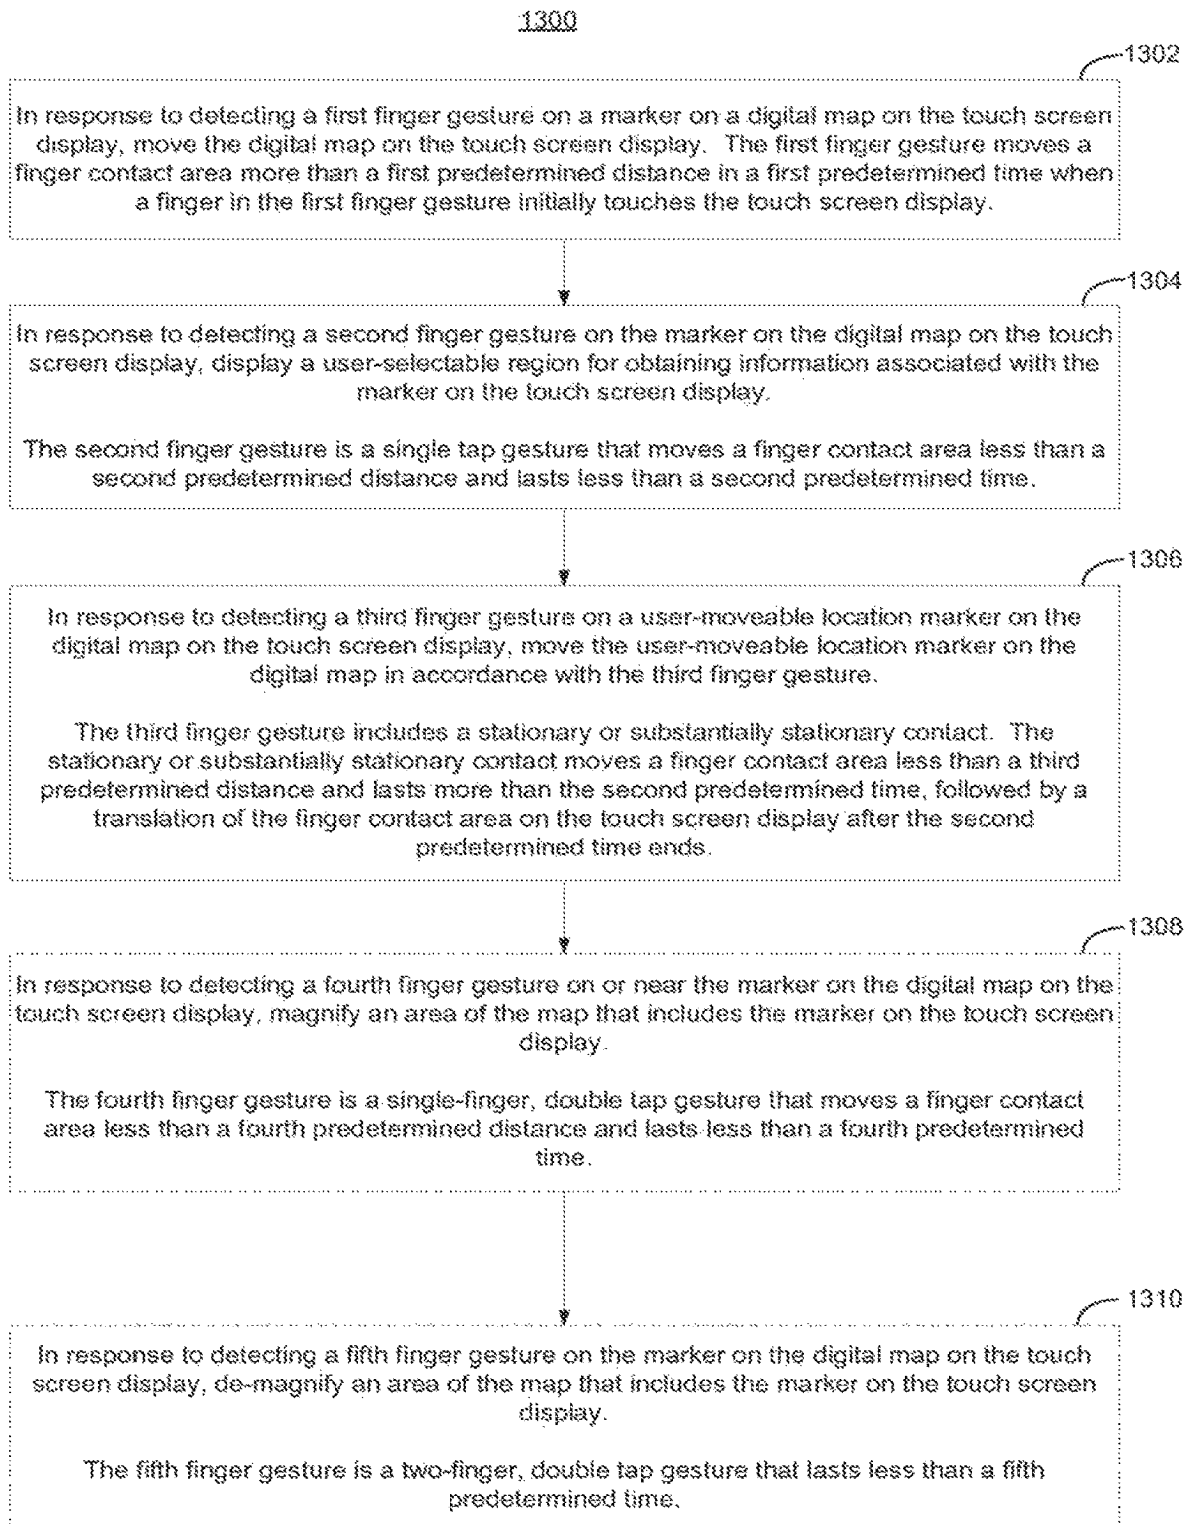 1300
1302
In response to detecting a first finger gesture on a marker on a digital map on the touch screen
display, move the digital map on the touch screen display. The first finger gesture moves a
finger contact area more than a first predetermined distance in a first predetermined time when
a finger in the first finger gesture initially touches the touch screen display.
1304
In response to detecting a second finger gesture on the marker on the digital map on the touch
screen display, display a user-selectable region for obtaining information associated with the
marker on the touch screen display.
The second finger gesture is a single tap gesture that moves a finger contact area less than a
second predetermined distance and lasts less than a second predetermined time.
1306
In response to detecting a third finger gesture on a user-moveable location marker on the
digital map on the touch screen display, move the user-moveable location marker on the
digital map in accordance with the third finger gesture.
The third finger gesture includes a stationary or substantially stationary contact. The
stationary or substantially stationary contact moves a finger contact area less than a third
predetermined distance and lasts more than the second predetermined time, followed by a
translation of the finger contact area on the touch screen display after the second
predetermined time ends.
1308
In response to detecting a fourth finger gesture on or near the marker on the digital map on the
touch screen display, magnify an area of the map that includes the marker on the touch screen
display.
The fourth finger gesture is a single-finger, double tap gesture that moves a finger contact
area less than a fourth predetermined distance and lasts less than a fourth predetermined
time.
1310
In response to detecting a fifth finger gesture on the marker on the digital map on the touch
screen display, de-magnify an area of the map that includes the marker on the touch screen
display.
The fifth finger gesture is a two-finger, double tap gesture that lasts less than a fifth
predetermined time.